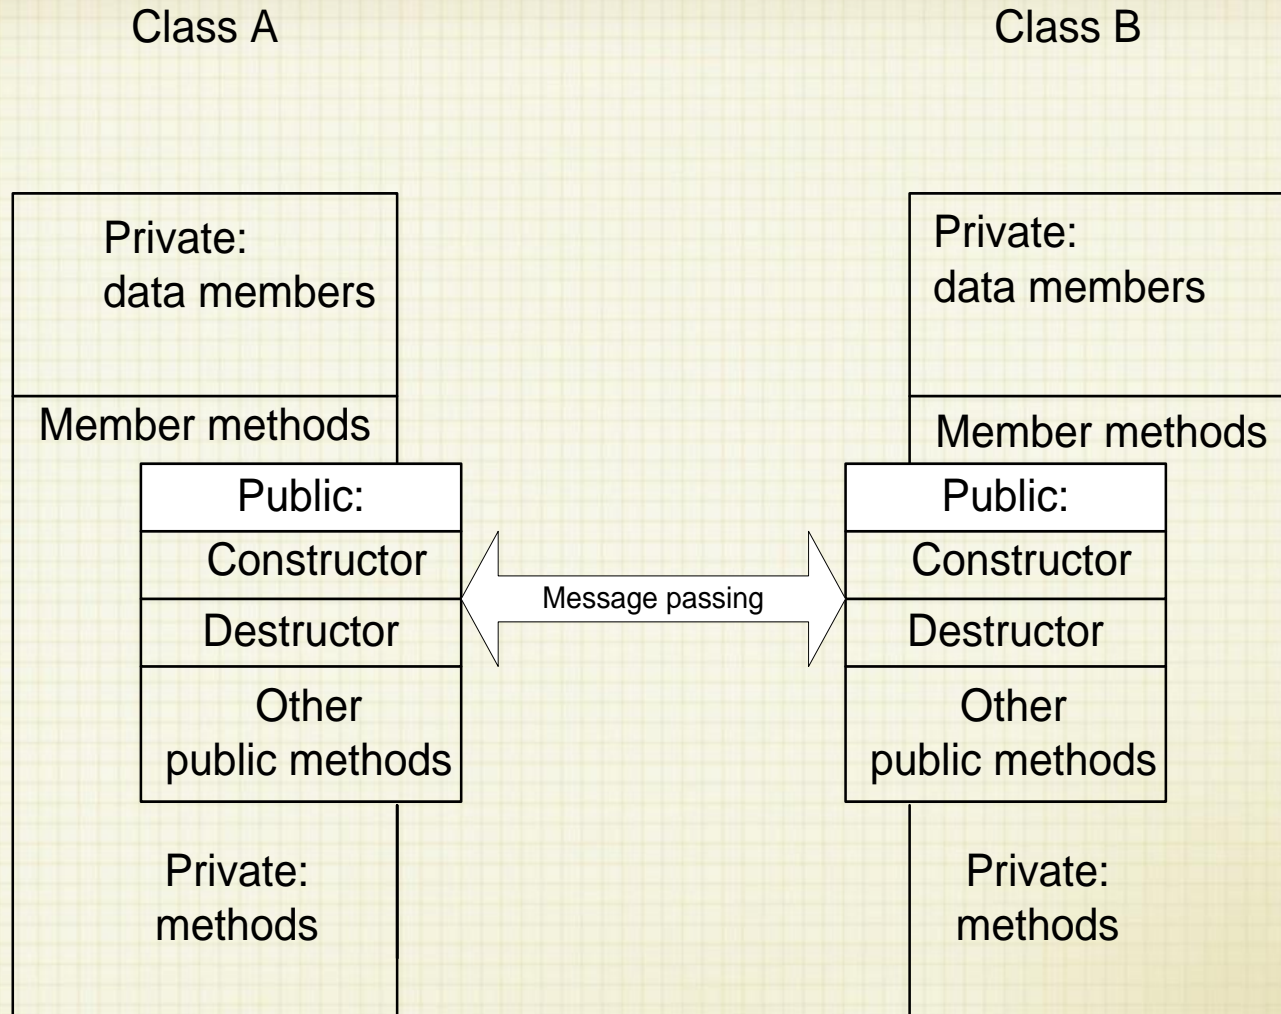 Class A
Private:
data members
Member methods
Public:
Constructor
Destructor
Other
public methods
Private:
methods
Message passing
Class B
Private:
data members
Member methods
Public:
Constructor
Destructor
Other
public methods
Private:
methods